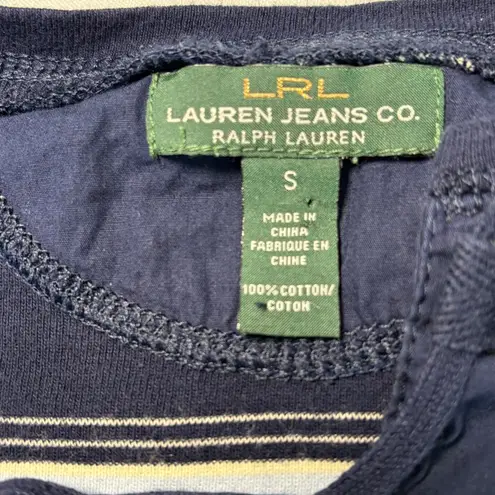 LRL
LAUREN JEANS CO.
RALPH LAUREN
S
MADE IN
CHINA
FABRIQUE EN
CHINE
100% COTTON/
COTON